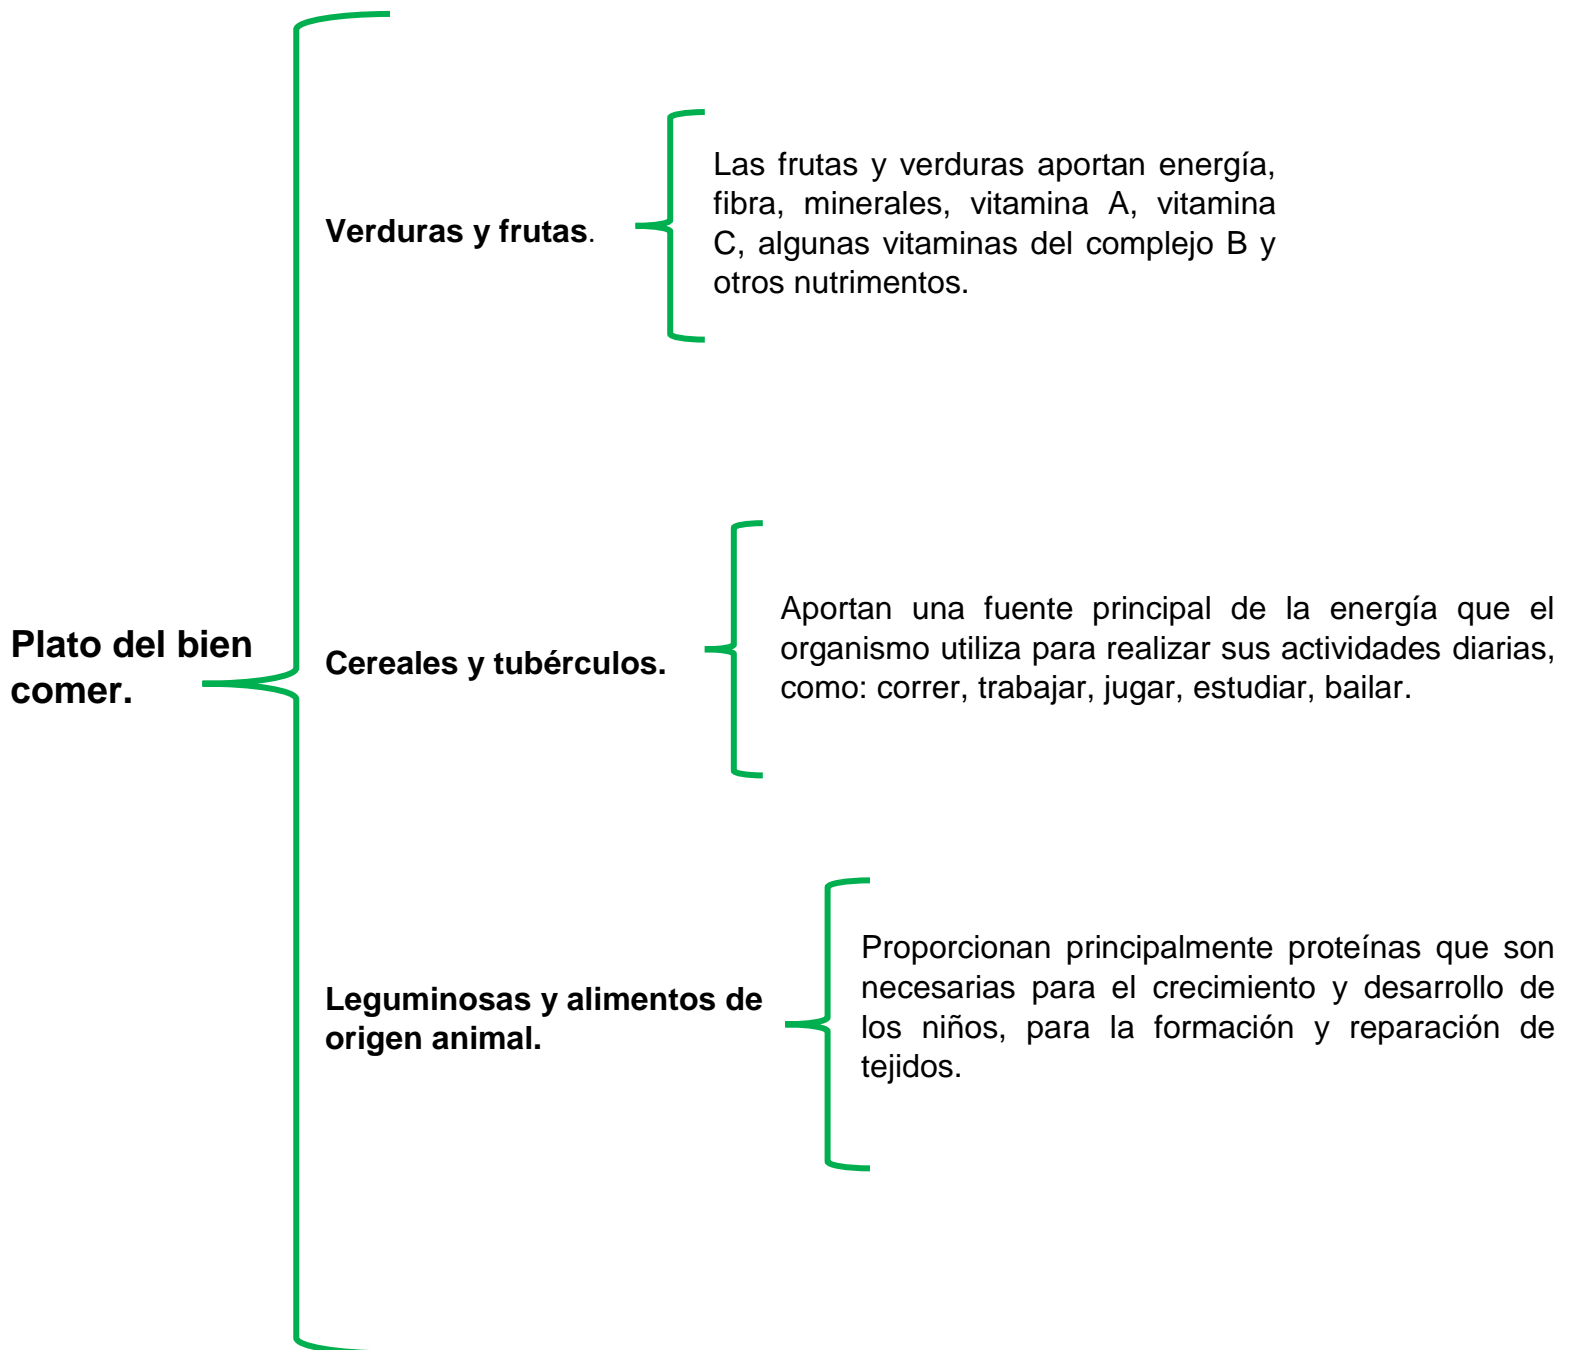 Las frutas y verduras aportan energía,
fibra, minerales, vitamina A, vitamina
C, algunas vitaminas del complejo B y
otros nutrimentos.
Verduras y frutas.
Plato del bien
comer.
Cereales y tubérculos.
Aportan una fuente principal de la energía que el
organismo utiliza para realizar sus actividades diarias,
como: correr, trabajar, jugar, estudiar, bailar.
Leguminosas y alimentos de
origen animal.
Proporcionan principalmente proteínas que son
necesarias para el crecimiento y desarrollo de
los niños, para la formación y reparación de
tejidos.